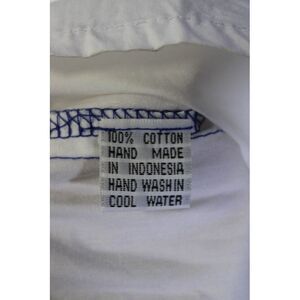 100% COTTON
HAND MADE
IN INDONESIA
HAND WASH IN
COOL WATER